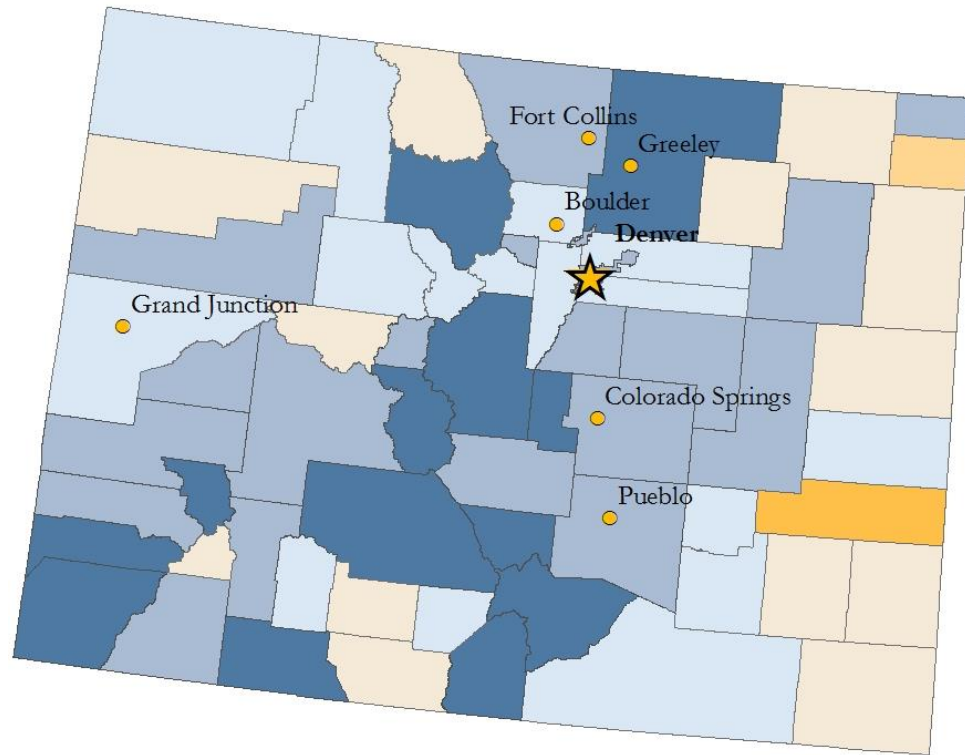 Fort Collins
Greeley
Boulder
Denver
Grand Junction
Colorado Springs
Pueblo